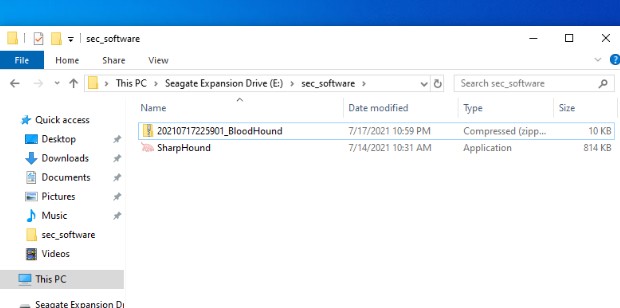 sec_software
File Home Share View
This PC Seagate Expansion Drive (E:) sec_software Search sec_software
Name Date modified Type Size
Quick access
Desktop
Downloads
Documents
Pictures
Music
sec_software
Videos
This PC
Seagate Expansion Dr
20210717225901_BloodHound 7/17/2021 10:59 PM Compressed (zipp... 10 KB
SharpHound 7/14/2021 10:31 AM Application 814 KB